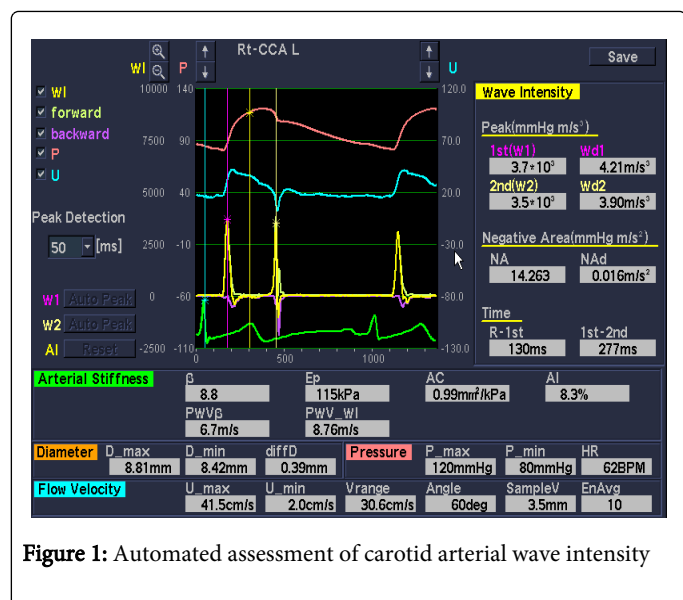 Rt-CCA L
Save
WI P U
WI
forward
backward
P
U
10000 140 120.0
7500 90 70.0
5000 40 20.0
2500 -10 -30.0
0 -60 -80.0
-2500 -110 -130.0
0 500 1000
Peak Detection
50 [ms]
W1 Auto Peak
W2 Auto Peak
AI Reset
Wave Intensity
Peak(mmHg m/s³)
1st(W1) Wd1
3.7*10³ 4.21m/s³
2nd(W2) Wd2
3.5*10³ 3.90m/s³
Negative Area(mmHg m/s²)
NA NAd
14.263 0.016m/s²
Time
R-1st 1st-2nd
130ms 277ms
Arterial Stiffness
β Ep AC AI
8.8 115kPa 0.99mm²/kPa 8.3%
PWVβ PWV_WI
6.7m/s 8.76m/s
Diameter D_max D_min diffD Pressure P_max P_min HR
8.81mm 8.42mm 0.39mm 120mmHg 80mmHg 62BPM
Flow Velocity U_max U_min Vrange Angle SampleV EnAvg
41.5cm/s 2.0cm/s 30.6cm/s 60deg 3.5mm 10
Figure 1: Automated assessment of carotid arterial wave intensity